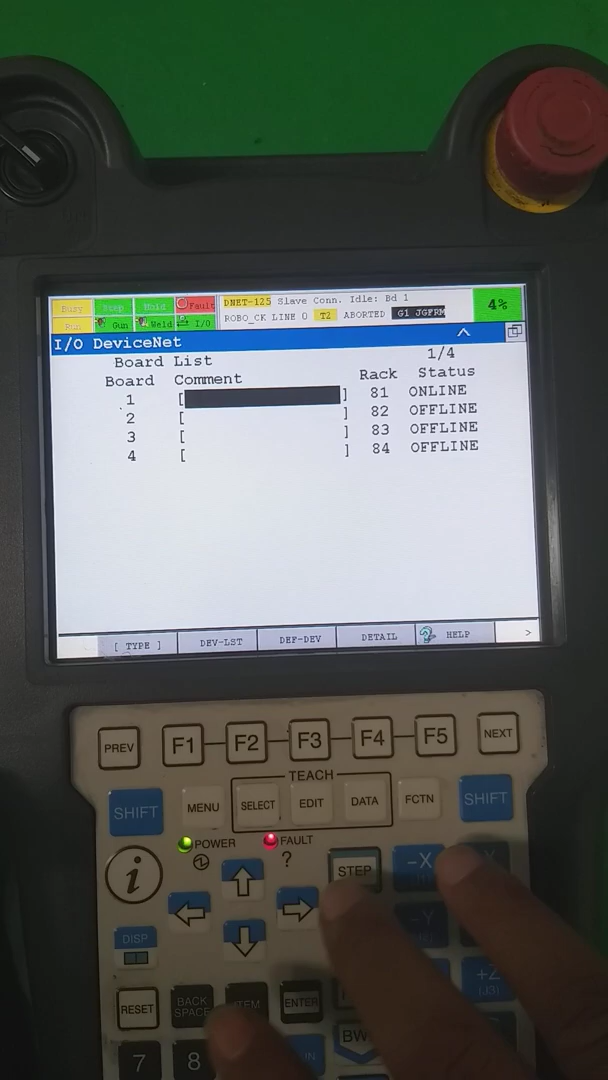 Busy Step Hold Fault DNET-125 Slave Conn. Idle: Bd 1 4%
Run Gun Weld I/O ROBO_CK LINE 0 T2 ABORTED G1 JGFRM
I/O DeviceNet
Board List 1/4
Board Comment Rack Status
1 [ ] 81 ONLINE
2 [ ] 82 OFFLINE
3 [ ] 83 OFFLINE
4 [ ] 84 OFFLINE
[ TYPE ] DEV-LST DEF-DEV DETAIL HELP >
PREV F1 F2 F3 F4 F5 NEXT
TEACH
SHIFT MENU SELECT EDIT DATA FCTN SHIFT
POWER FAULT
i ? STEP -X
-Y
DISP
+Z
(J3)
RESET BACK SPACE ITEM ENTER
7 8 BW